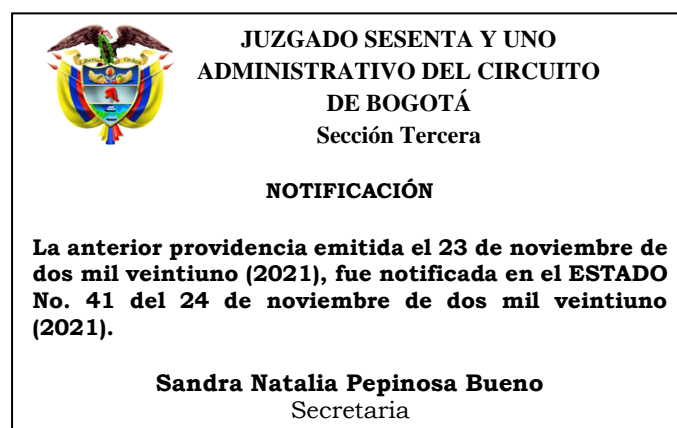 JUZGADO SESENTA Y UNO
ADMINISTRATIVO DEL CIRCUITO
DE BOGOTÁ
Sección Tercera
NOTIFICACIÓN
La anterior providencia emitida el 23 de noviembre de
dos mil veintiuno (2021), fue notificada en el ESTADO
No. 41 del 24 de noviembre de dos mil veintiuno
(2021).
Sandra Natalia Pepinosa Bueno
Secretaria